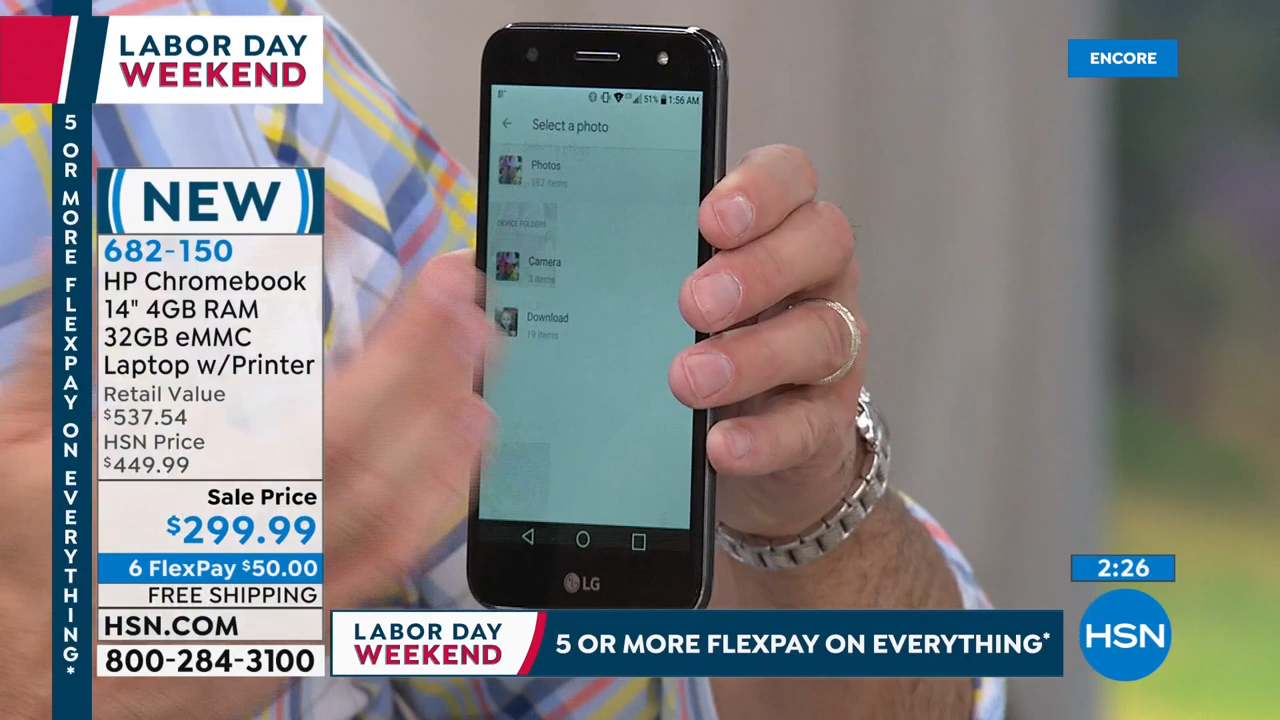 LABOR DAY
WEEKEND
5 OR MORE FLEXPAY ON EVERYTHING*
NEW
682-150
HP Chromebook
14" 4GB RAM
32GB eMMC
Laptop w/Printer
Retail Value
$537.54
HSN Price
$449.99
Sale Price
$299.99
6 FlexPay $50.00
FREE SHIPPING
HSN.COM
800-284-3100
51% 1:56 AM
Select a photo
Photos
182 items
DEVICE FOLDERS
Camera
3 items
Download
19 items
LG
ENCORE
2:26
HSN
LABOR DAY
WEEKEND
5 OR MORE FLEXPAY ON EVERYTHING*